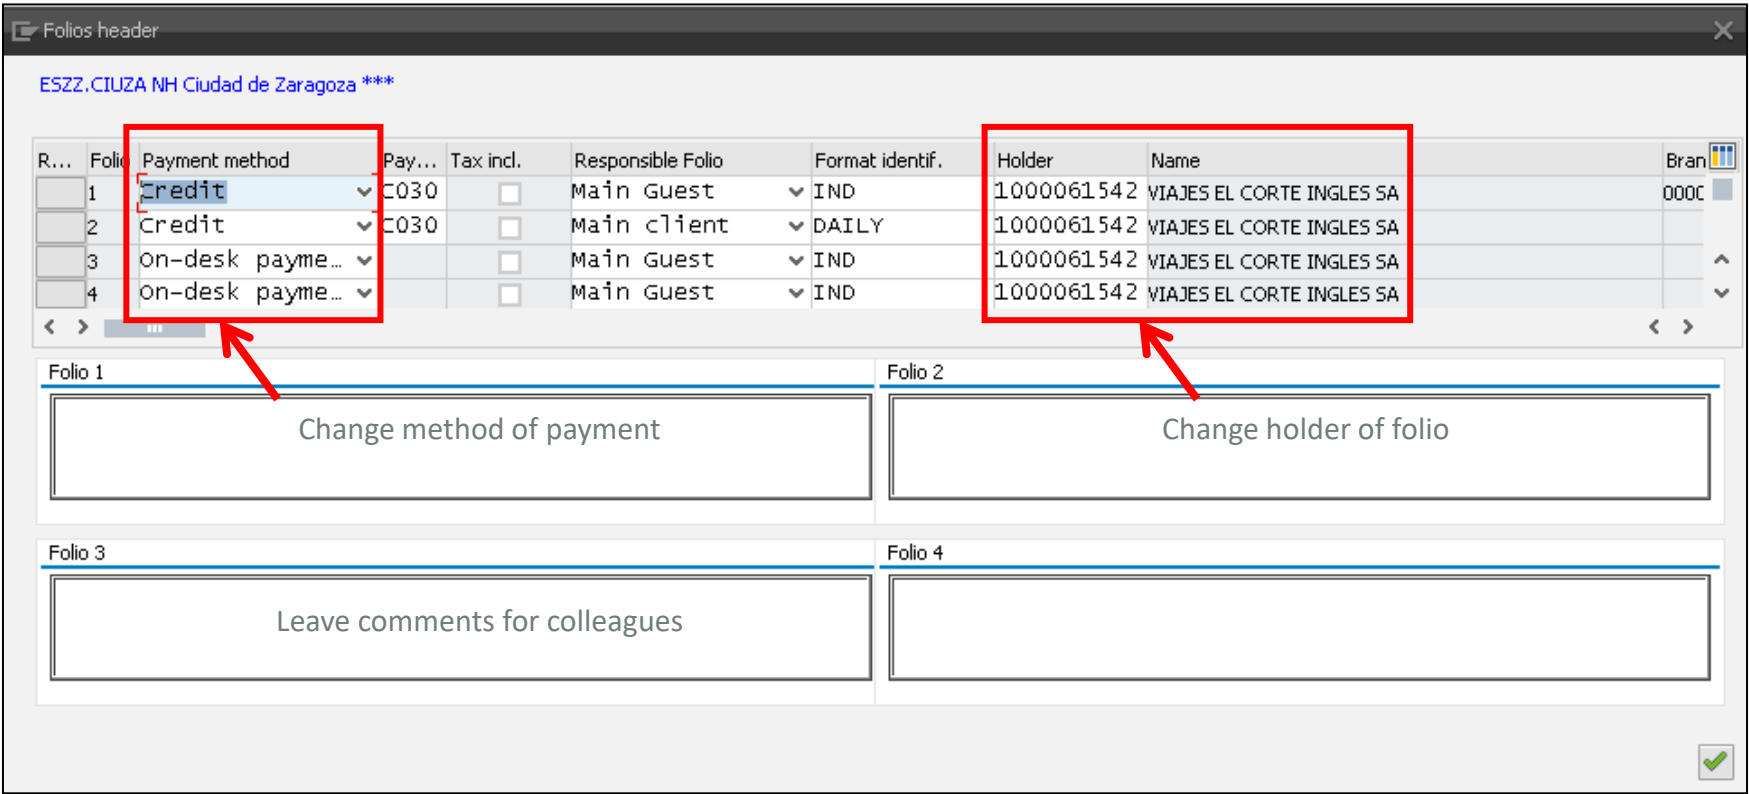 Folios header
ESZZ.CIUZA NH Ciudad de Zaragoza ***
R... Folio Payment method Pay... Tax incl. Responsible Folio Format identif. Holder Name Bran
1 Credit C030 Main Guest IND 1000061542 VIAJES EL CORTE INGLES SA 0000
2 Credit C030 Main client DAILY 1000061542 VIAJES EL CORTE INGLES SA
3 On-desk payme… Main Guest IND 1000061542 VIAJES EL CORTE INGLES SA
4 On-desk payme… Main Guest IND 1000061542 VIAJES EL CORTE INGLES SA
Folio 1 Folio 2
Change method of payment Change holder of folio
Folio 3 Folio 4
Leave comments for colleagues